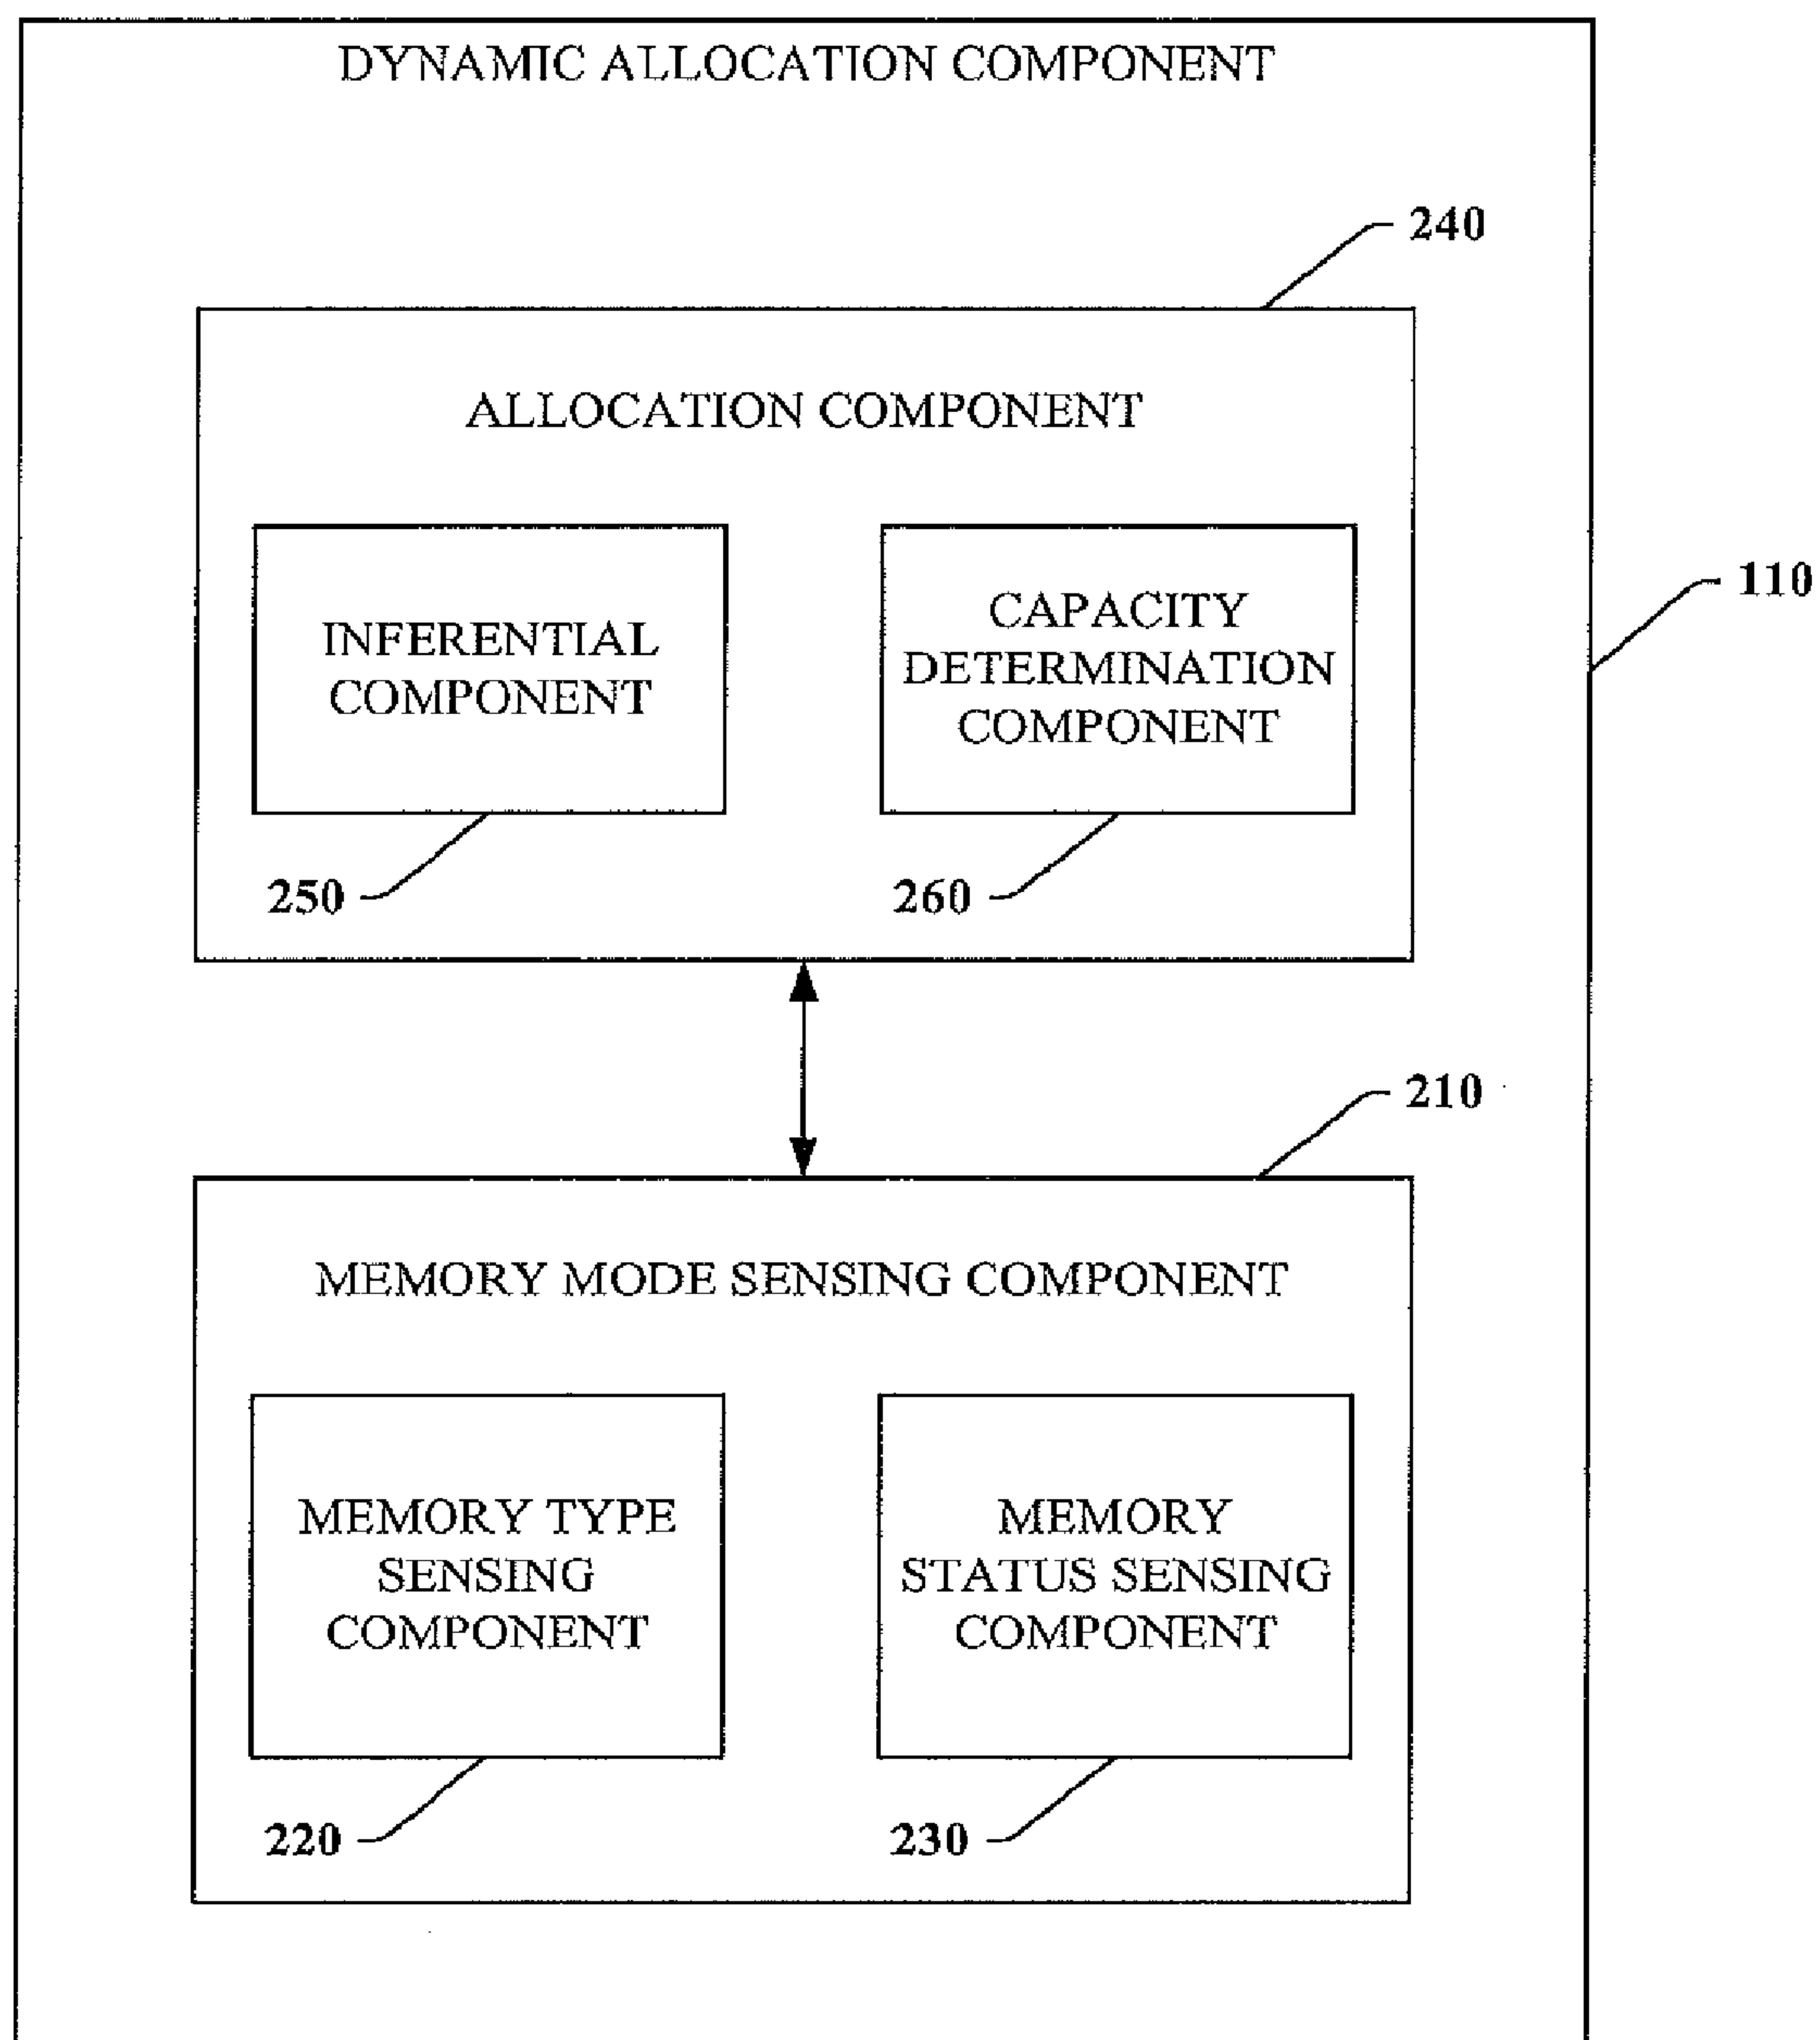 DYNAMIC ALLOCATION COMPONENT
240
ALLOCATION COMPONENT
INFERENTIAL
COMPONENT
CAPACITY
DETERMINATION
COMPONENT
110
250
260
210
MEMORY MODE SENSING COMPONENT
MEMORY TYPE
SENSING
COMPONENT
MEMORY
STATUS SENSING
COMPONENT
220
230